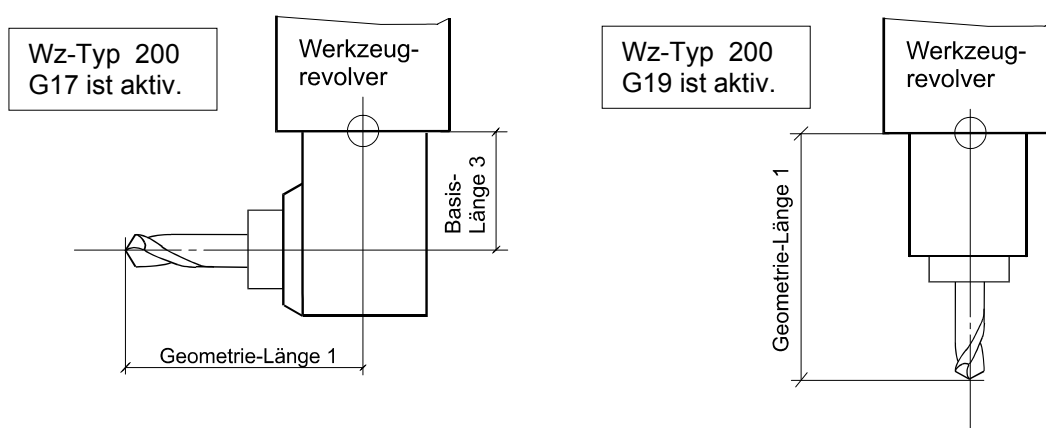 Wz-Typ 200
G17 ist aktiv.
Werkzeug-
revolver
Basis-
Länge 3
Geometrie-Länge 1
Wz-Typ 200
G19 ist aktiv.
Werkzeug-
revolver
Geometrie-Länge 1